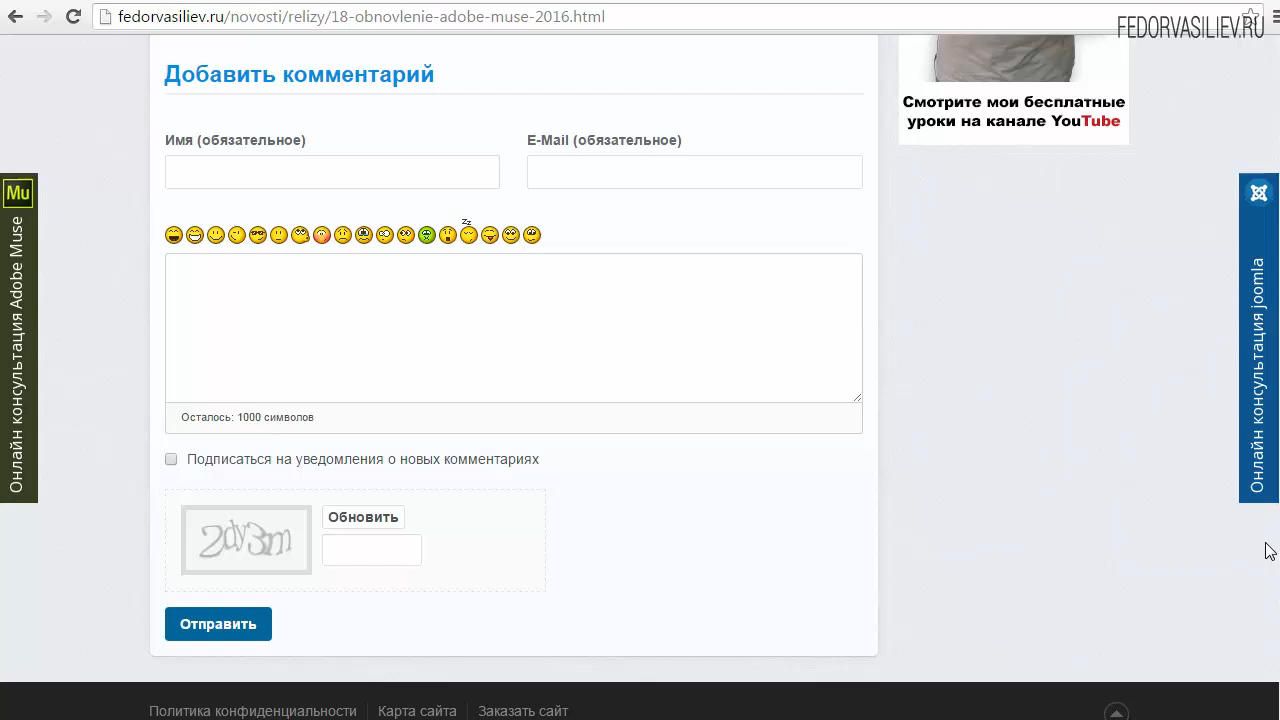 fedorvasiliev.ru/novosti/relizy/18-obnovlenie-adobe-muse-2016.html
FEDORVASILIEV.RU
Добавить комментарий
Смотрите мои бесплатные
уроки на канале YouTube
Имя (обязательное)
E-Mail (обязательное)
Mu
Онлайн консультация Adobe Muse
Онлайн консультация joomla
zz
Осталось: 1000 символов
Подписаться на уведомления о новых комментариях
2dy3m
Обновить
Отправить
Политика конфиденциальности
Карта сайта
Заказать сайт